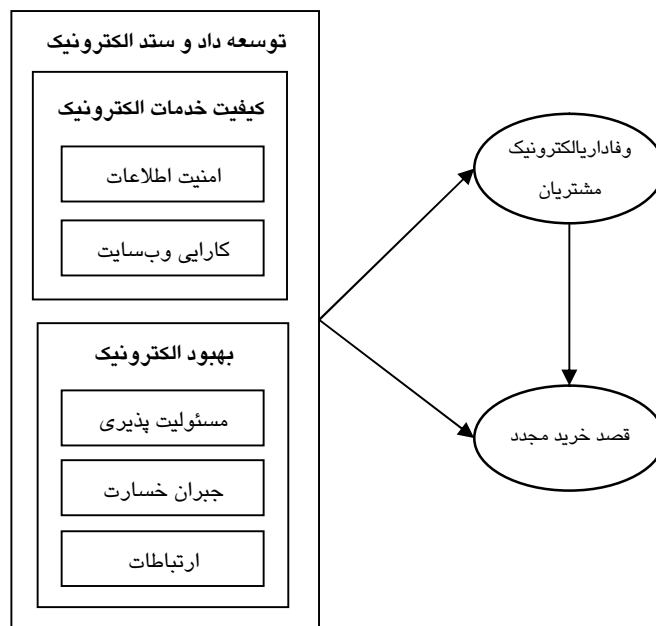 توسعه داد و ستد الکترونیک
کیفیت خدمات الکترونیک
امنیت اطلاعات
کارایی وب‌سایت
بهبود الکترونیک
مسئولیت پذیری
جبران خسارت
ارتباطات
وفاداریالکترونیک
مشتریان
قصد خرید مجدد